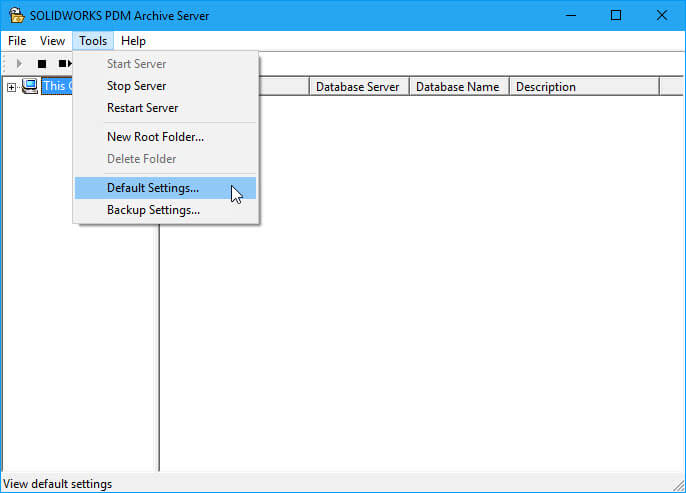 SOLIDWORKS PDM Archive Server
File View Tools Help
Start Server
Stop Server
This Database Server Database Name Description
Restart Server
New Root Folder...
Delete Folder
Default Settings...
Backup Settings...
View default settings